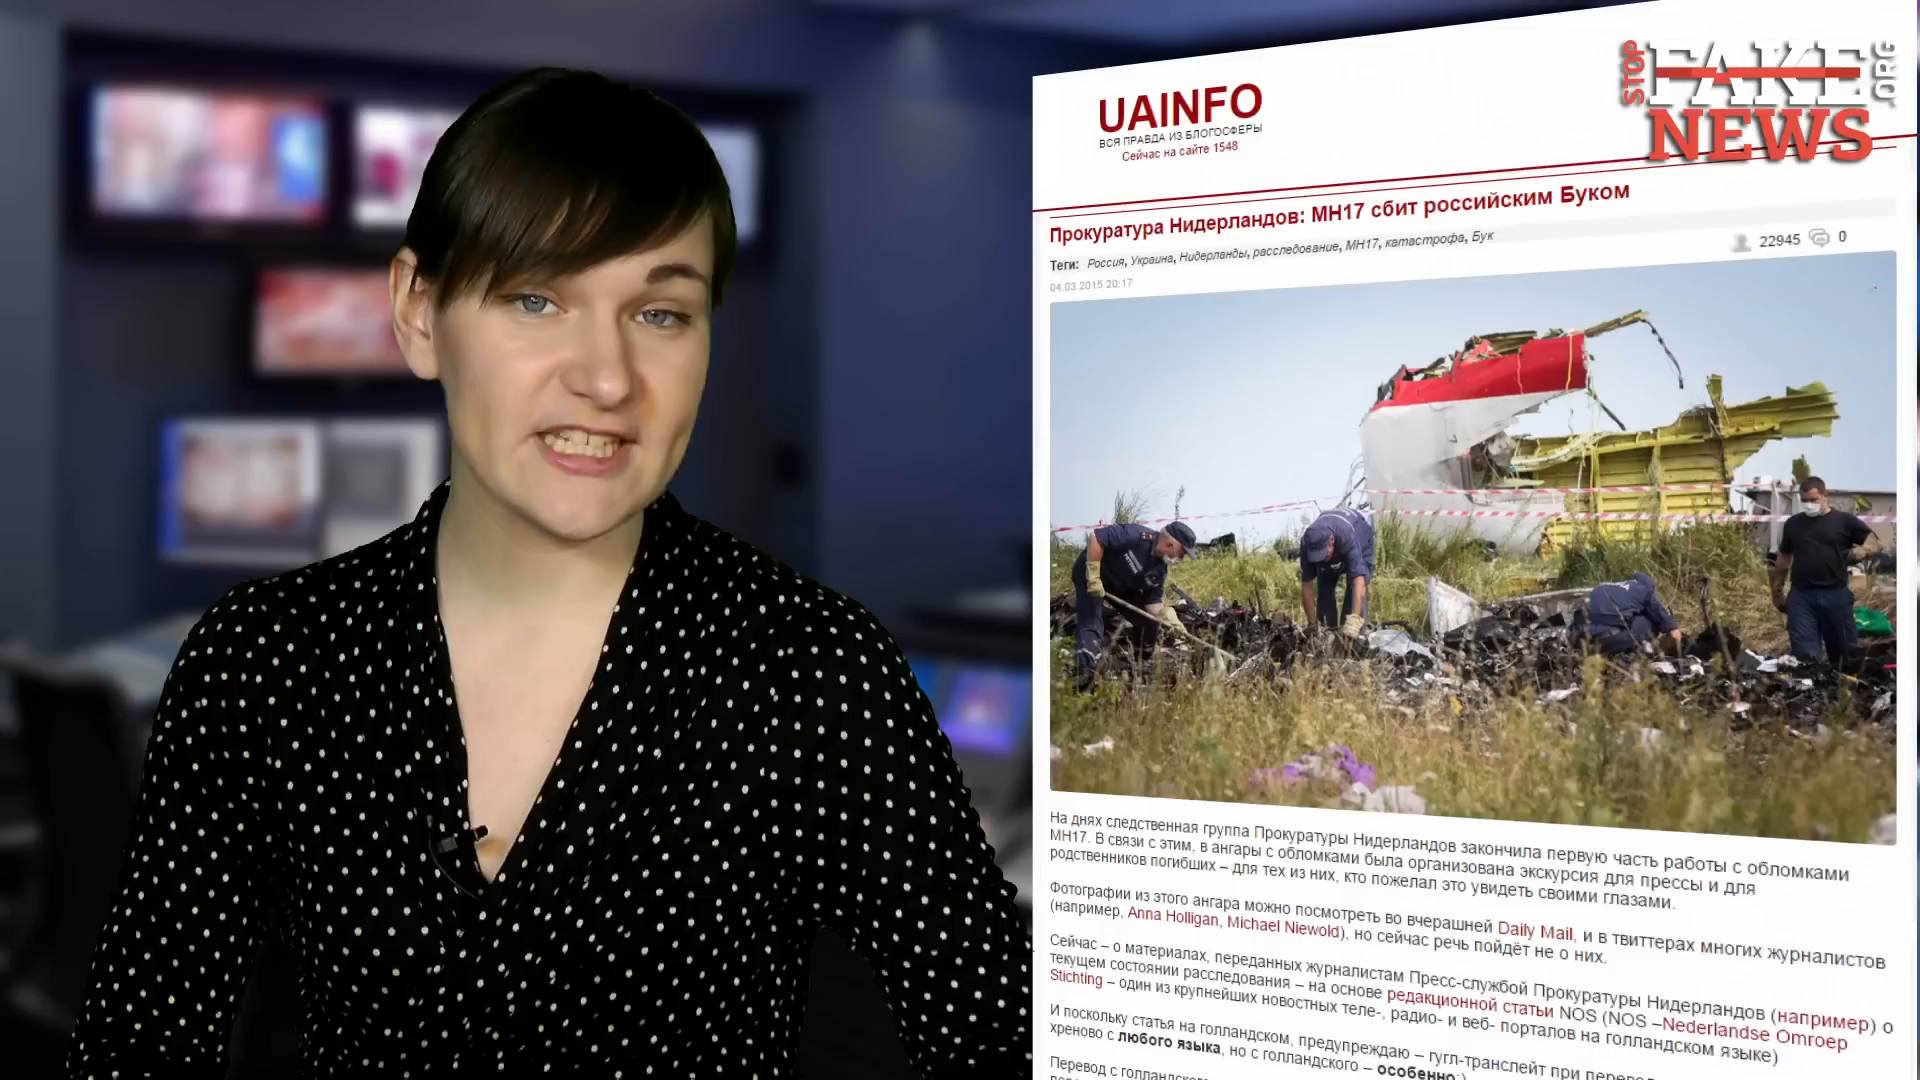 STOP FAKE .ORG
NEWS
UAINFO
ВСЯ ПРАВДА ИЗ БЛОГОСФЕРЫ
Сейчас на сайте 1548
Прокуратура Нидерландов: МН17 сбит российским Буком
Теги: Россия, Украина, Нидерланды, расследование, МН17, катастрофа, Бук
22945 0
04.03.2015 20:17
На днях следственная группа Прокуратуры Нидерландов закончила первую часть работы с обломками
МН17. В связи с этим, в ангары с обломками была организована экскурсия для прессы и для
родственников погибших – для тех из них, кто пожелал это увидеть своими глазами.
Фотографии из этого ангара можно посмотреть во вчерашней Daily Mail, и в твиттерах многих журналистов
(например, Anna Holligan, Michael Niewold), но сейчас речь пойдёт не о них.
Сейчас – о материалах, переданных журналистам Пресс-службой Прокуратуры Нидерландов (например) о
текущем состоянии расследования – на основе редакционной статьи NOS (NOS –Nederlandse Omroep
Stichting – один из крупнейших новостных теле-, радио- и веб- порталов на голландском языке)
И поскольку статья на голландском, предупреждаю – гугл-транслейт при
хреново с любого языка, но с голландского – особенно:)
Перевод с